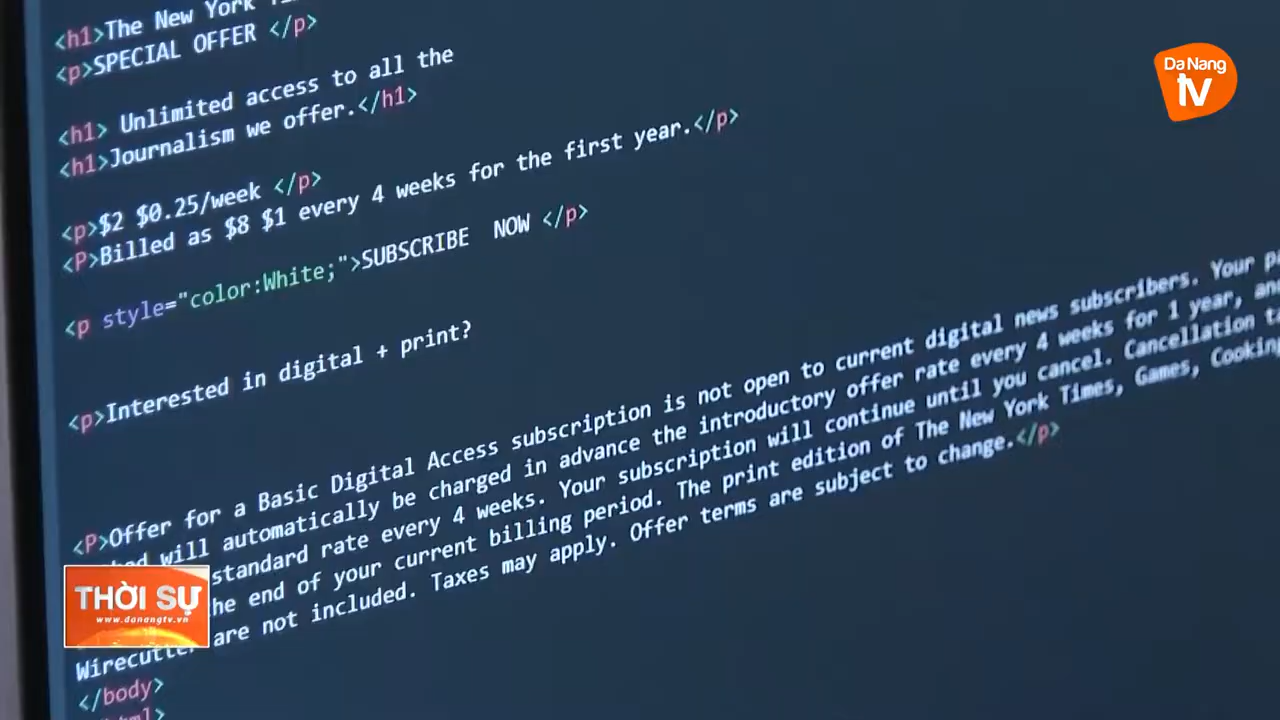 <h1>The New York
<p>SPECIAL OFFER </p>
Da Nang
tv
<h1> Unlimited access to all the
<h1>Journalism we offer.</h1>
<p>$2 $0.25/week </p>
<P>Billed as $8 $1 every 4 weeks for the first year.</p>
<p style="color:White;">SUBSCRIBE  NOW </p>
<p>Interested in digital + print?
<P>Offer for a Basic Digital Access subscription is not open to current digital news subscribers. Your
will automatically be charged in advance the introductory offer rate every 4 weeks for 1 year, and
standard rate every 4 weeks. Your subscription will continue until you cancel. Cancellation
end of your current billing period. The print edition of The New York Times, Games, Cooking
Wirecutter are not included. Taxes may apply. Offer terms are subject to change.</p>
</body>
THỜI SỰ
www.danangtv.vn